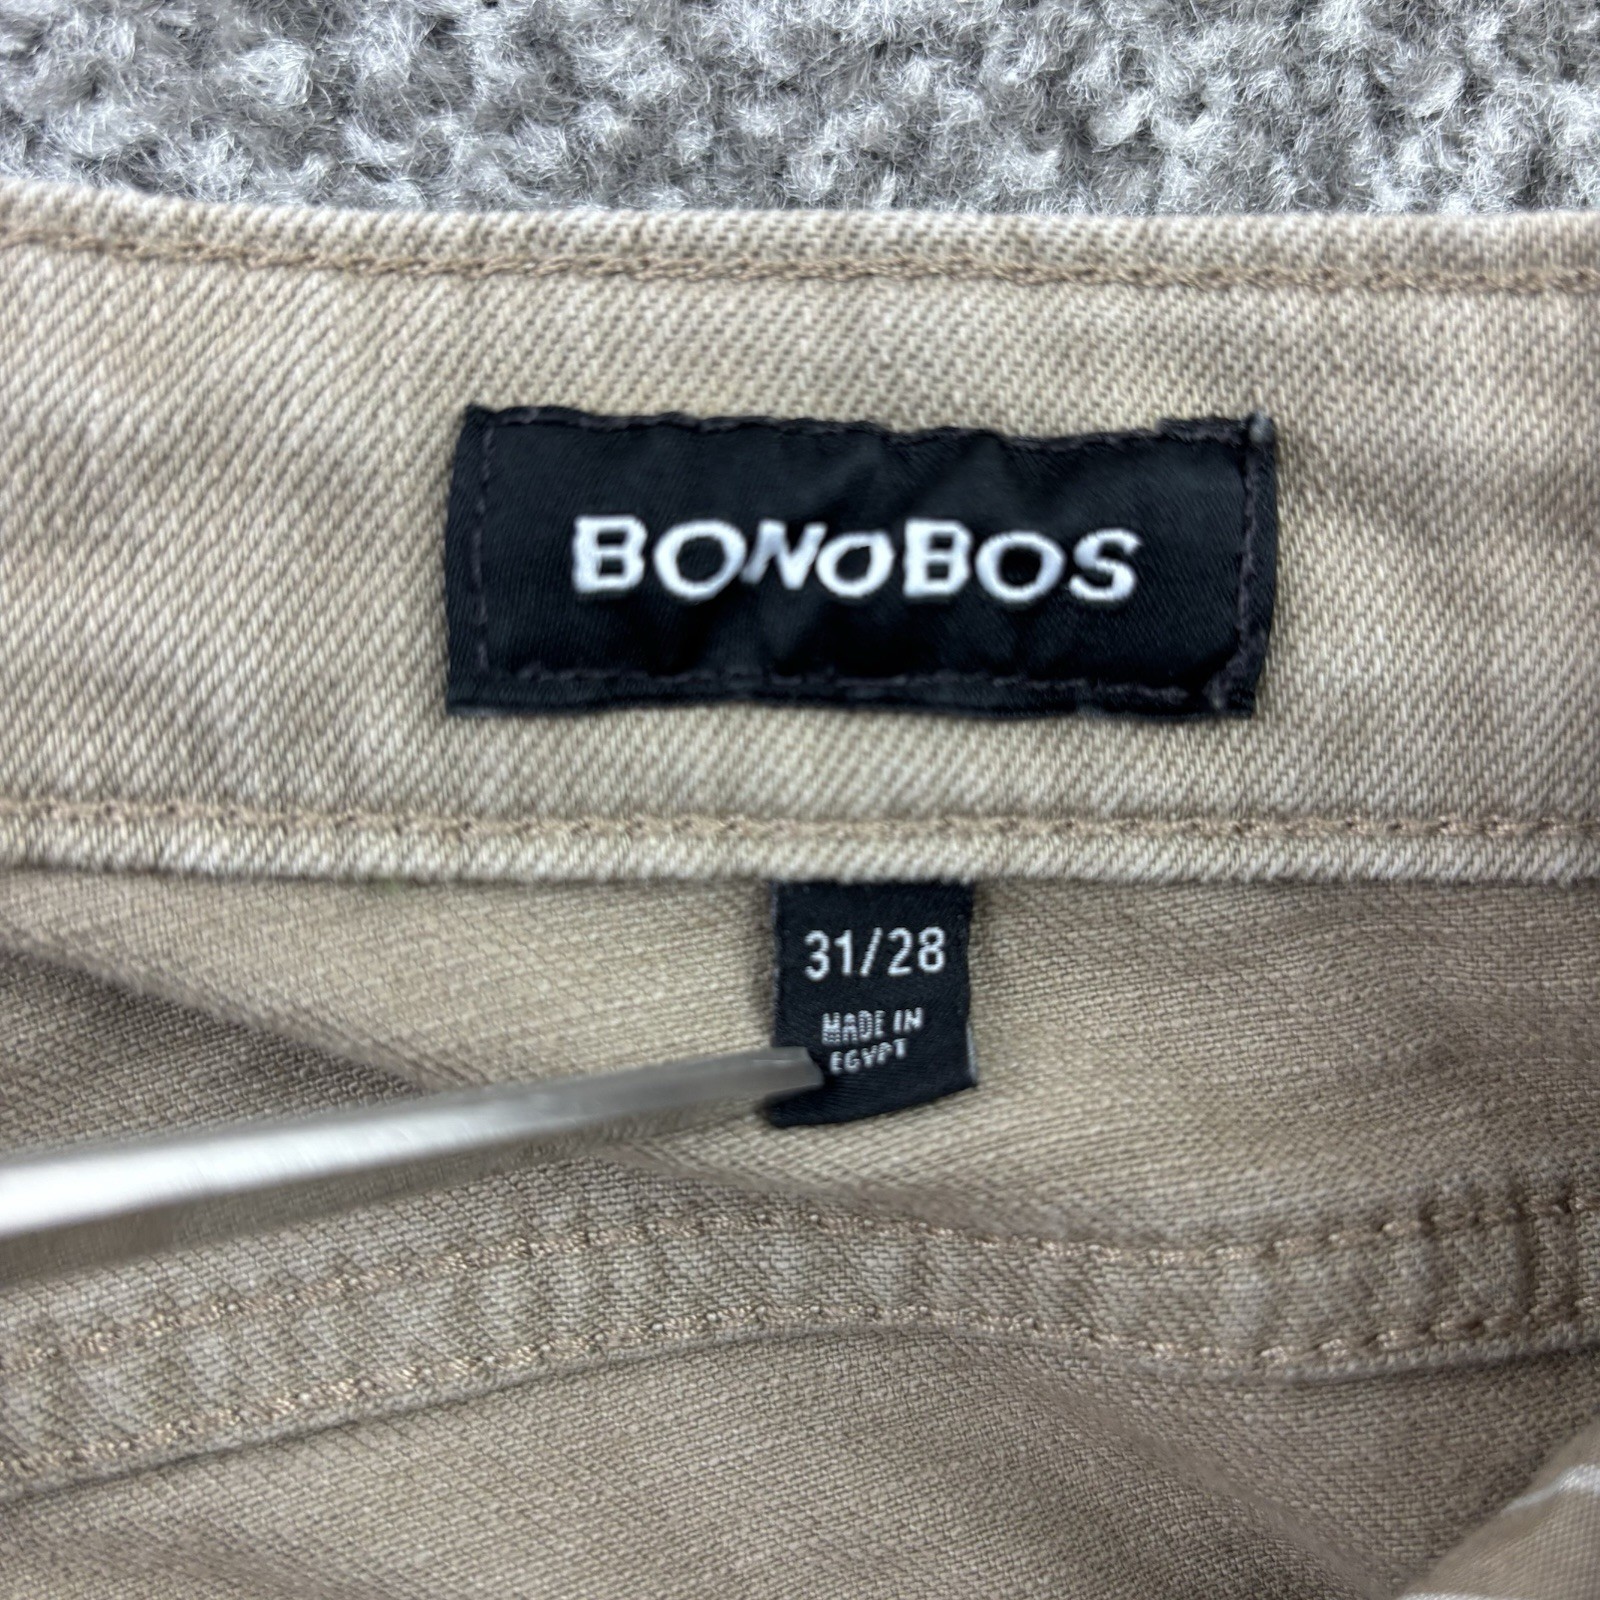 BONOBOS
31/28
MADE IN
EGYPT